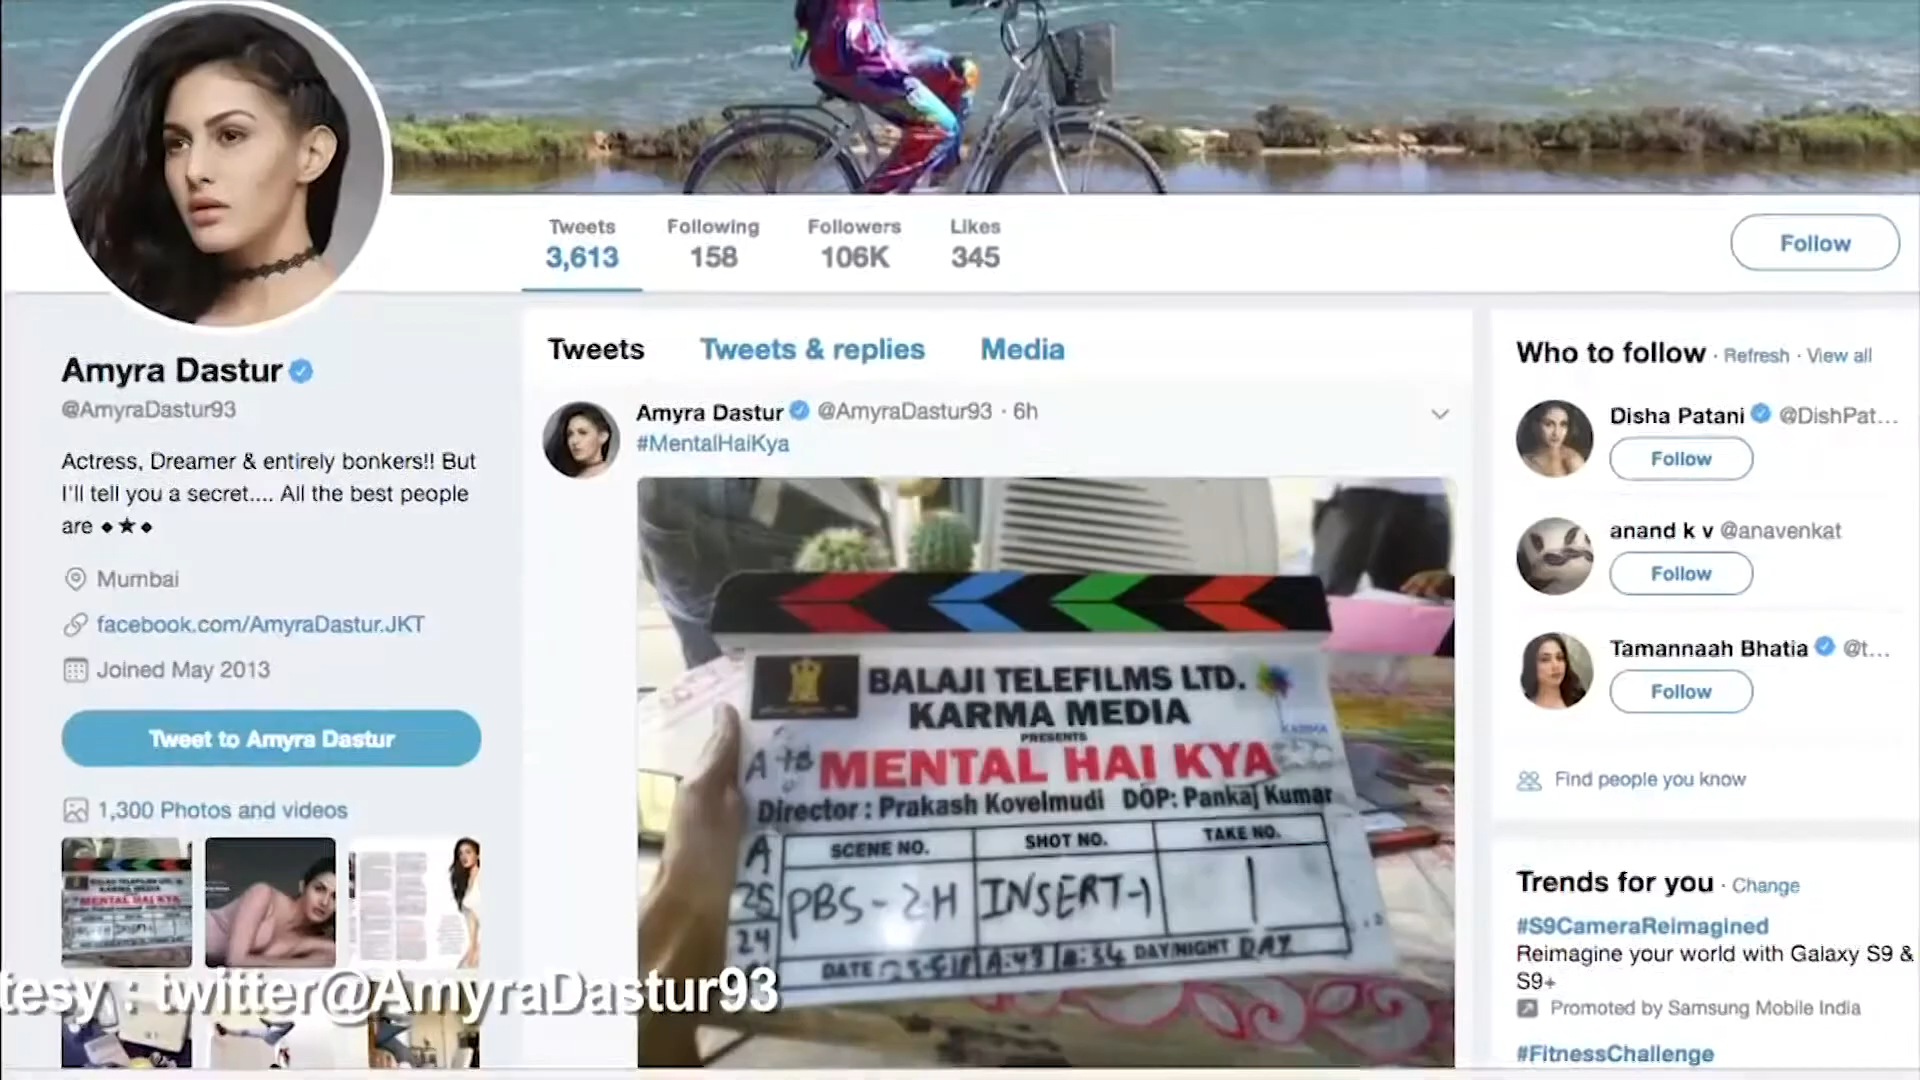 Tweets
3,613
Following
158
Followers
106K
Likes
345
Follow
Amyra Dastur
@AmyraDastur93
Actress, Dreamer & entirely bonkers!! But
I'll tell you a secret.... All the best people
are ⬥★⬥
Mumbai
facebook.com/AmyraDastur.JKT
Joined May 2013
Tweet to Amyra Dastur
1,300 Photos and videos
Tweets
Tweets & replies
Media
Amyra Dastur @AmyraDastur93 · 6h
#MentalHaiKya
BALAJI TELEFILMS LTD.
KARMA MEDIA
PRESENTS
MENTAL HAI KYA
Director : Prakash Kovelmudi DOP: Pankaj Kumar
SCENE NO.
SHOT NO.
TAKE NO.
A
25
24
PBS-2H
INSERT-1
1
DATE
DAY/NIGHT DAY
KARMA
Who to follow · Refresh · View all
Disha Patani @DishPat...
Follow
anand k v @anavenkat
Follow
Tamannaah Bhatia @t...
Follow
Find people you know
Trends for you · Change
#S9CameraReimagined
Reimagine your world with Galaxy S9 &
S9+
Promoted by Samsung Mobile India
#FitnessChallenge
tesy : twitter@AmyraDastur93